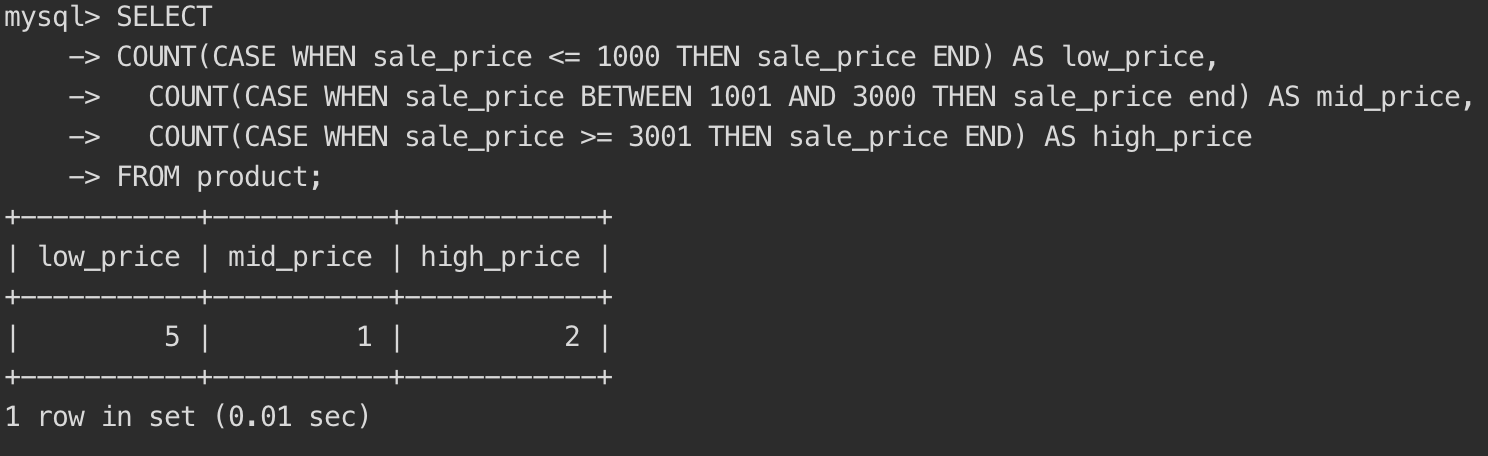 mysql> SELECT
    -> COUNT(CASE WHEN sale_price <= 1000 THEN sale_price END) AS low_price,
    ->   COUNT(CASE WHEN sale_price BETWEEN 1001 AND 3000 THEN sale_price end) AS mid_price,
    ->   COUNT(CASE WHEN sale_price >= 3001 THEN sale_price END) AS high_price
    -> FROM product;
+-----------+-----------+------------+
| low_price | mid_price | high_price |
+-----------+-----------+------------+
|         5 |         1 |          2 |
+-----------+-----------+------------+
1 row in set (0.01 sec)